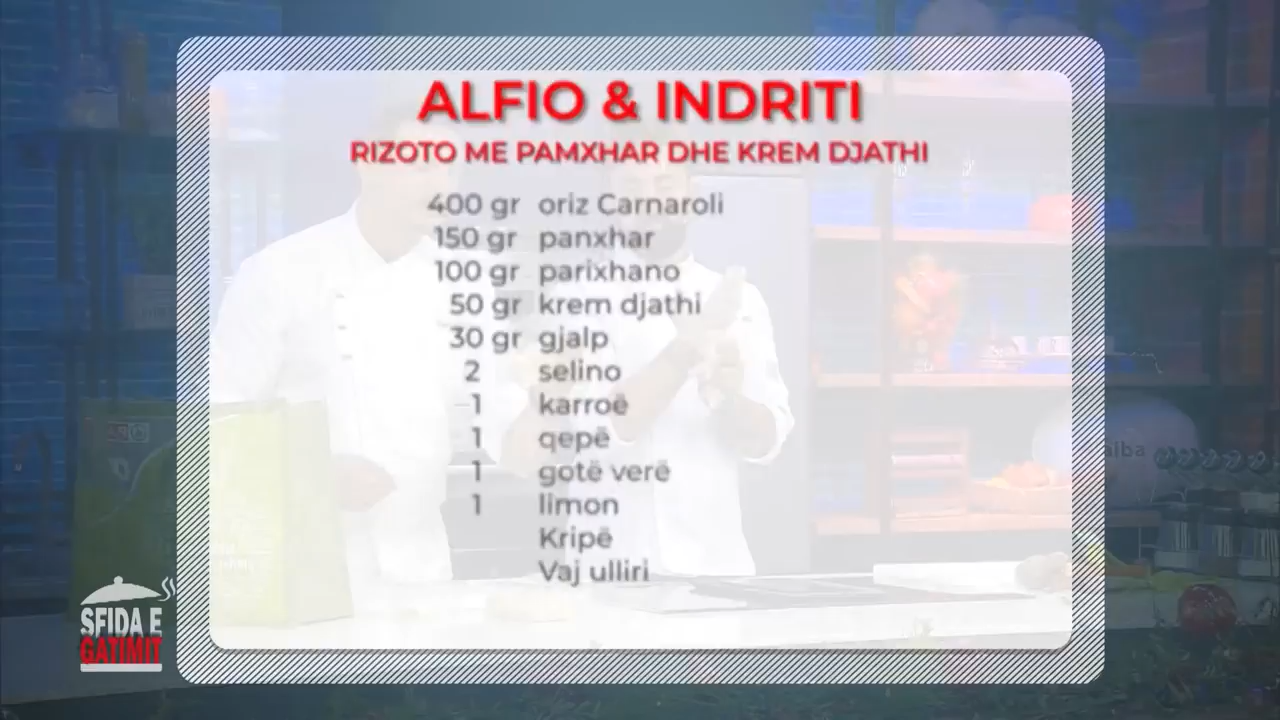 ALFIO & INDRITI
RIZOTO ME PAMXHAR DHE KREM DJATHI
400 gr oriz Carnaroli
150 gr panxhar
100 gr parixhano
50 gr krem djathi
30 gr gjalp
2 selino
1 karroë
1 qepë
1 gotë verë
1 limon
Kripë
Vaj ulliri
SFIDA E
GATIMIT